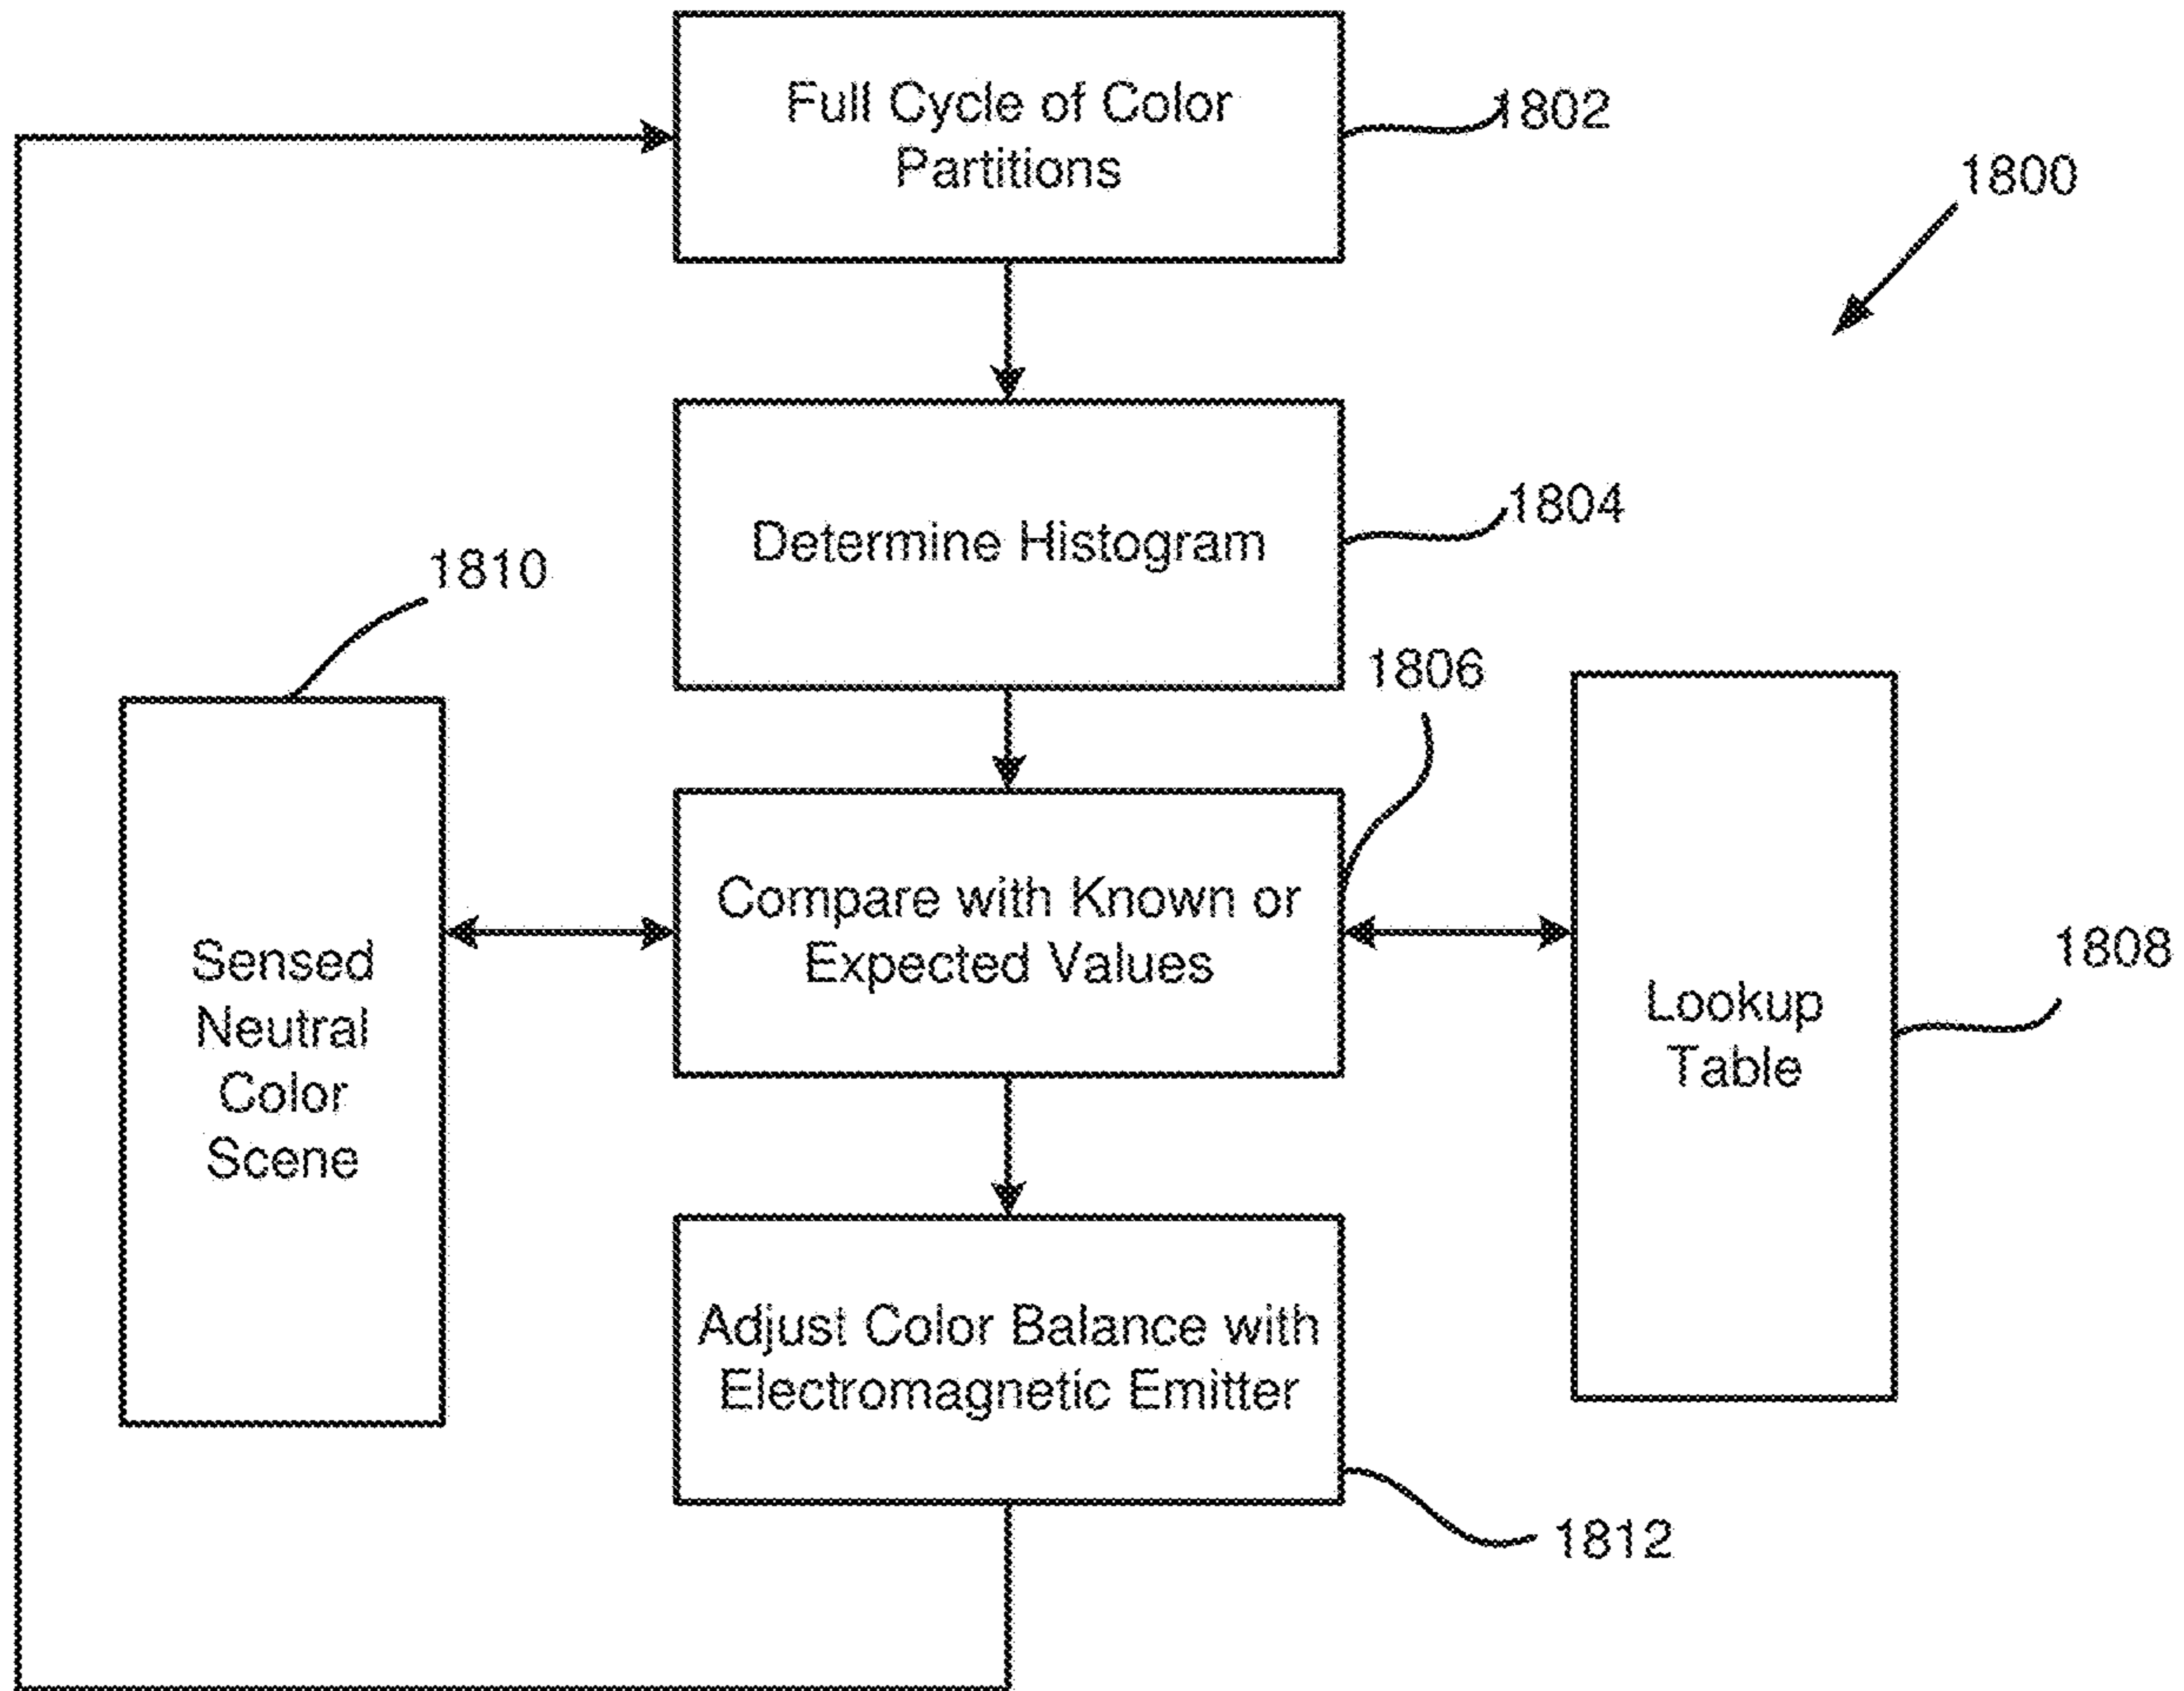 Full Cycle of Color
Partitions
1802
1800
Determine Histogram
1804
1810
1806
Sensed
Neutral
Color
Scene
Compare with Known or
Expected Values
Lookup
Table
1808
Adjust Color Balance with
Electromagnetic Emitter
1812